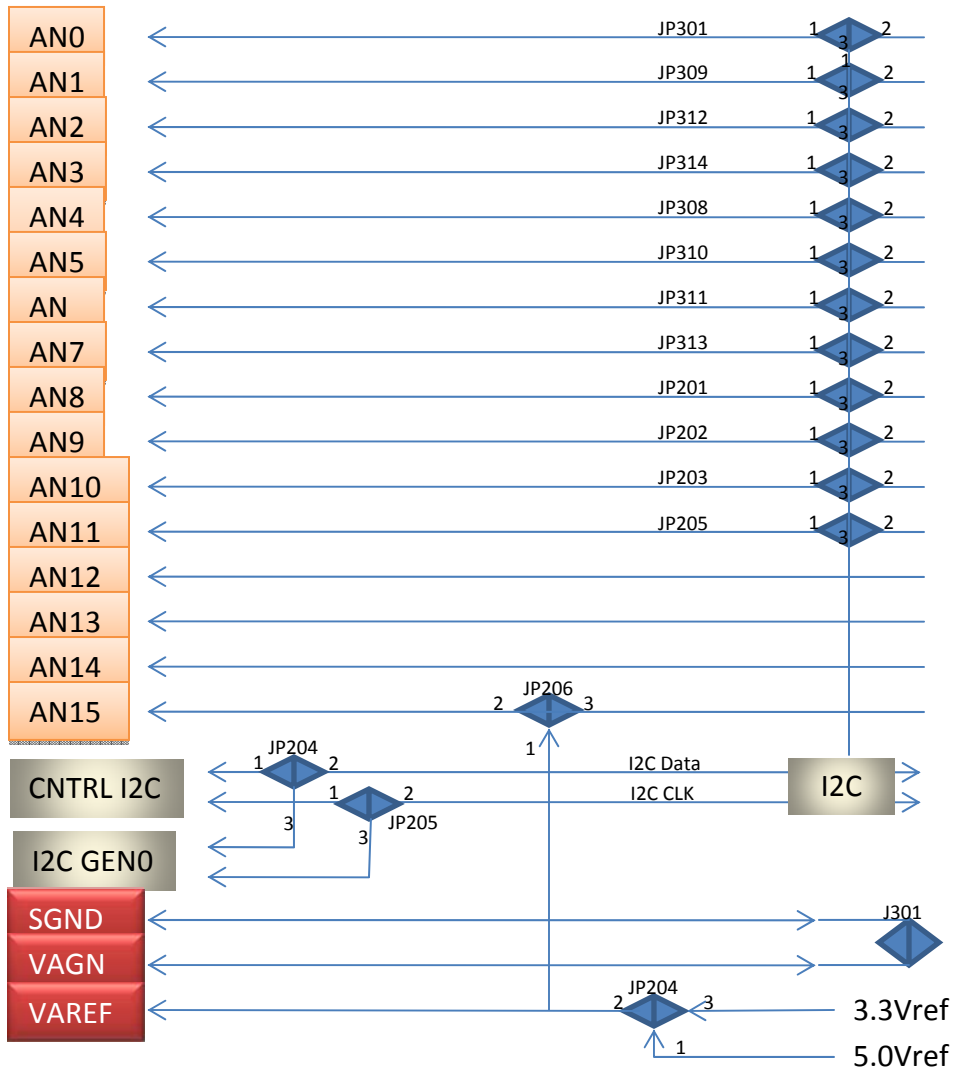 AN0 JP301 1 3 2
AN1 JP309 1 1 3 2
AN2 JP312 1 3 2
AN3 JP314 1 3 2
AN4 JP308 1 3 2
AN5 JP310 1 3 2
AN JP311 1 3 2
AN7 JP313 1 3 2
AN8 JP201 1 3 2
AN9 JP202 1 3 2
AN10 JP203 1 3 2
AN11 JP205 1 3 2
AN12
AN13
AN14
JP206
AN15 2 3
1
JP204
CNTRL I2C 1 2 I2C Data I2C
1 2 I2C CLK
3 JP205
3
I2C GEN0
SGND J301
VAGN
JP204
VAREF 2 3 3.3Vref
1 5.0Vref